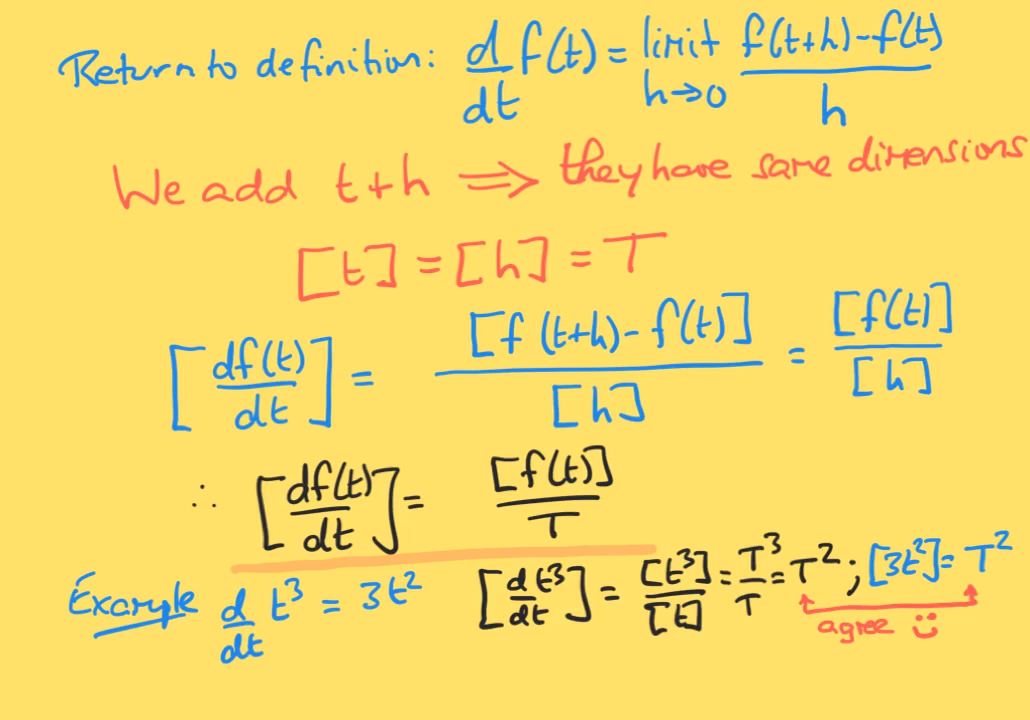 Return to definition: d/dt f(t) = limit h→0 f(t+h)-f(t)/h
We add t+h ⇒ they have same dimensions
[t] = [h] = T
[df(t)/dt] = [f(t+h)-f(t)]/[h] = [f(t)]/[h]
∴ [df(t)/dt] = [f(t)]/T
Example d/dt t³ = 3t² [d t³/dt] = [t³]/[t] = T³/T = T² ; [3t²] = T²
agree